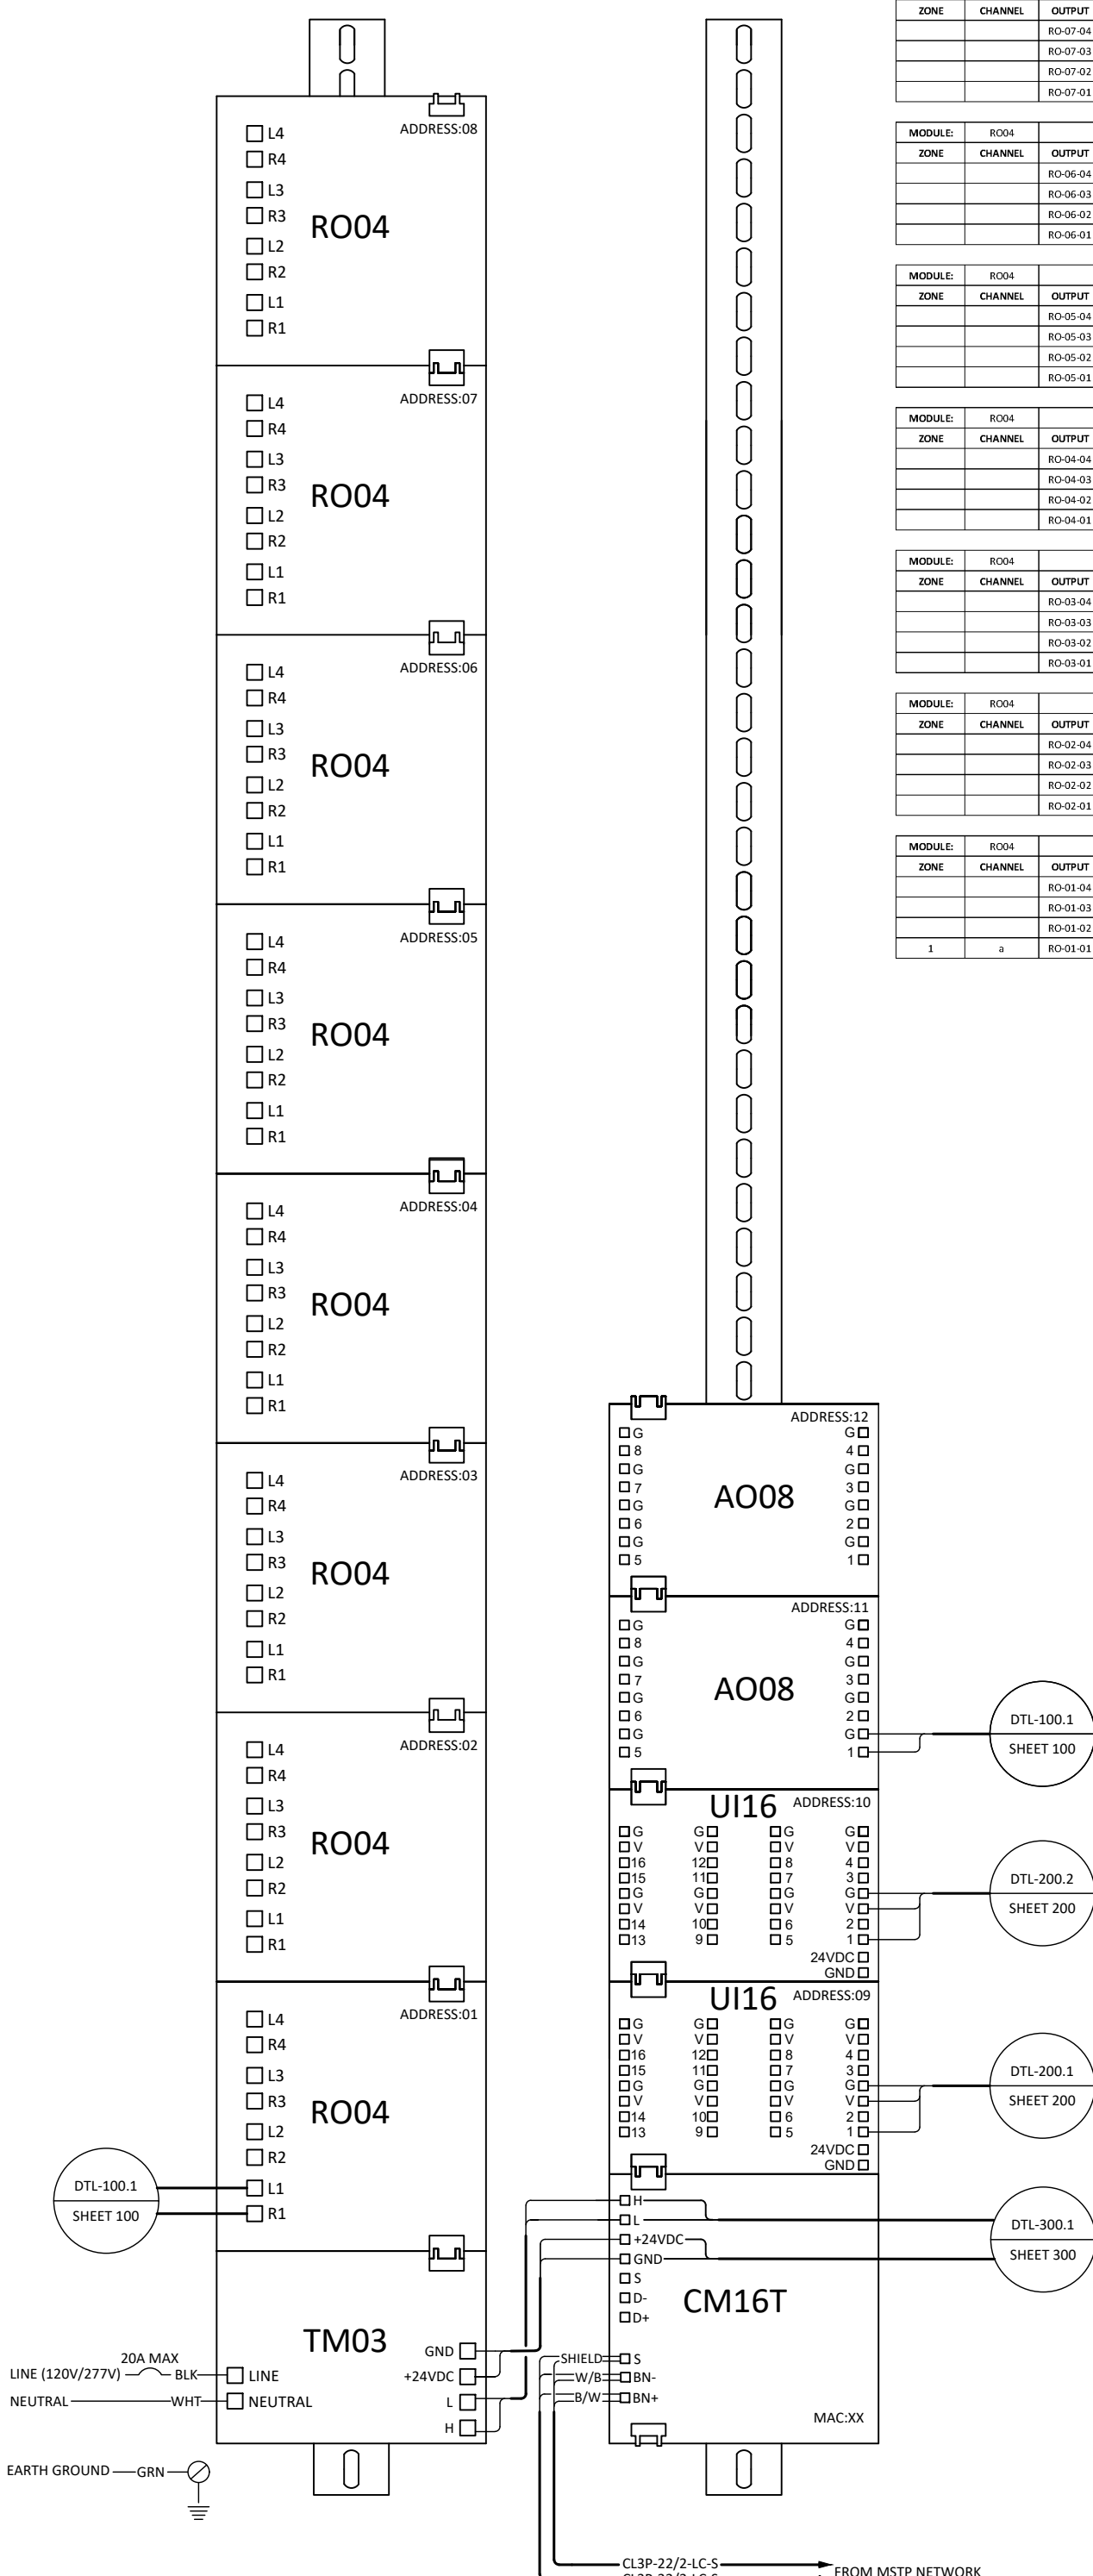 ADDRESS:08
L4
R4
L3
R3
L2
R2
L1
R1
RO04
ADDRESS:07
L4
R4
L3
R3
L2
R2
L1
R1
RO04
ADDRESS:06
L4
R4
L3
R3
L2
R2
L1
R1
RO04
ADDRESS:05
L4
R4
L3
R3
L2
R2
L1
R1
RO04
ADDRESS:04
L4
R4
L3
R3
L2
R2
L1
R1
RO04
ADDRESS:03
L4
R4
L3
R3
L2
R2
L1
R1
RO04
ADDRESS:02
L4
R4
L3
R3
L2
R2
L1
R1
RO04
ADDRESS:01
L4
R4
L3
R3
L2
R2
L1
R1
RO04
DTL-100.1
SHEET 100
TM03
GND
+24VDC
L
H
20A MAX
LINE (120V/277V) BLK LINE
NEUTRAL WHT NEUTRAL
EARTH GROUND GRN
ADDRESS:12
G G
8 4
G G
7 3
G G
6 2
G G
5 1
AO08
ADDRESS:11
G G
8 4
G G
7 3
G G
6 2
G G
5 1
AO08
DTL-100.1
SHEET 100
UI16 ADDRESS:10
G G G G
V V V V
16 12 8 4
15 11 7 3
G G G G
V V V V
14 10 6 2
13 9 5 1
24VDC
GND
DTL-200.2
SHEET 200
UI16 ADDRESS:09
G G G G
V V V V
16 12 8 4
15 11 7 3
G G G G
V V V V
14 10 6 2
13 9 5 1
24VDC
GND
DTL-200.1
SHEET 200
H
L
+24VDC
GND
S
D-
D+
CM16T
DTL-300.1
SHEET 300
SHIELD S
W/B BN-
B/W BN+
MAC:XX
CL3P-22/2-LC-S
CL3P-22/2-LC-S
FROM MSTP NETWORK
ZONE CHANNEL OUTPUT
RO-07-04
RO-07-03
RO-07-02
RO-07-01
MODULE: RO04
ZONE CHANNEL OUTPUT
RO-06-04
RO-06-03
RO-06-02
RO-06-01
MODULE: RO04
ZONE CHANNEL OUTPUT
RO-05-04
RO-05-03
RO-05-02
RO-05-01
MODULE: RO04
ZONE CHANNEL OUTPUT
RO-04-04
RO-04-03
RO-04-02
RO-04-01
MODULE: RO04
ZONE CHANNEL OUTPUT
RO-03-04
RO-03-03
RO-03-02
RO-03-01
MODULE: RO04
ZONE CHANNEL OUTPUT
RO-02-04
RO-02-03
RO-02-02
RO-02-01
MODULE: RO04
ZONE CHANNEL OUTPUT
RO-01-04
RO-01-03
RO-01-02
1 a RO-01-01